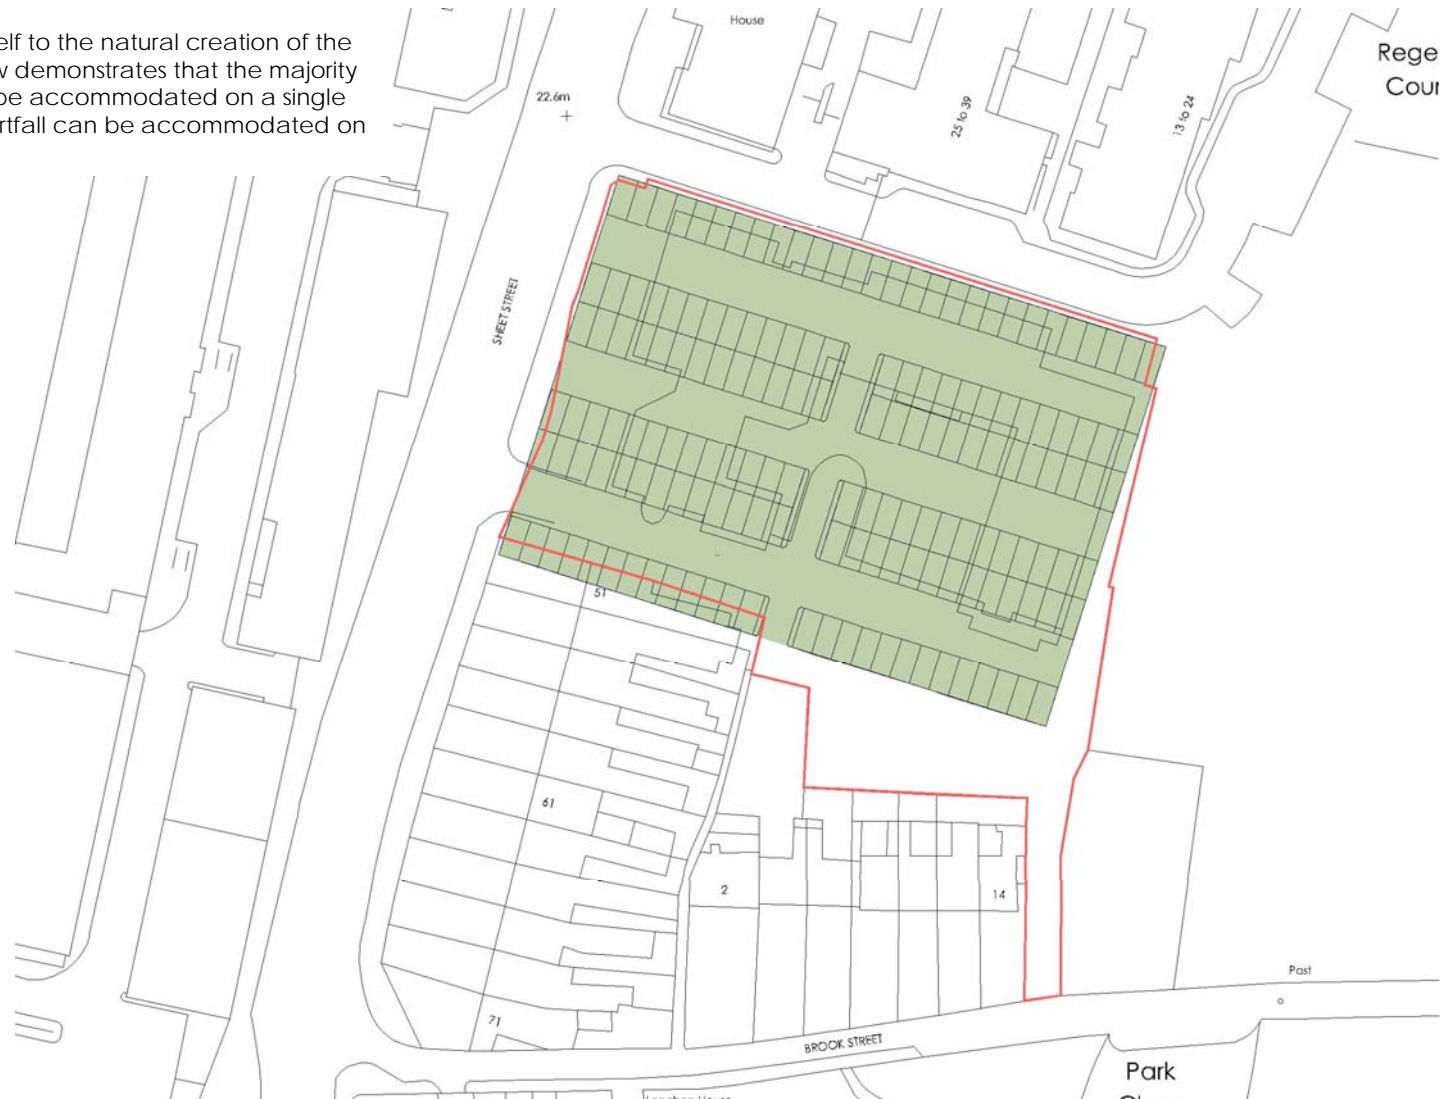 elf to the natural creation of the
w demonstrates that the majority
be accommodated on a single
rtfall can be accommodated on
House
22.6m
25 to 39
13 to 24
Rege
Cour
SHEET STREET
51
61
71
2
14
BROOK STREET
Post
Park